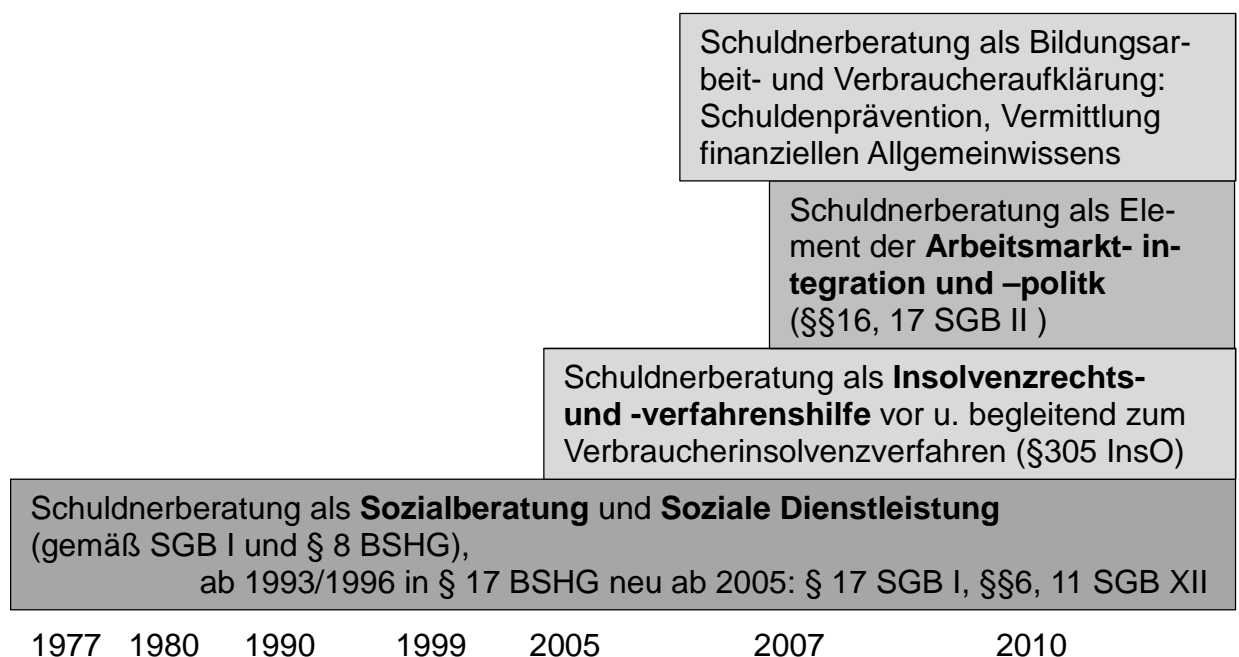 Schuldnerberatung als Bildungsar-
beit- und Verbraucheraufklärung:
Schuldenprävention, Vermittlung
finanziellen Allgemeinwissens
Schuldnerberatung als Ele-
ment der Arbeitsmarkt- in-
tegration und –politk
(§§16, 17 SGB II )
Schuldnerberatung als Insolvenzrechts-
und -verfahrenshilfe vor u. begleitend zum
Verbraucherinsolvenzverfahren (§305 InsO)
Schuldnerberatung als Sozialberatung und Soziale Dienstleistung
(gemäß SGB I und § 8 BSHG),
ab 1993/1996 in § 17 BSHG neu ab 2005: § 17 SGB I, §§6, 11 SGB XII
1977 1980 1990 1999 2005 2007 2010